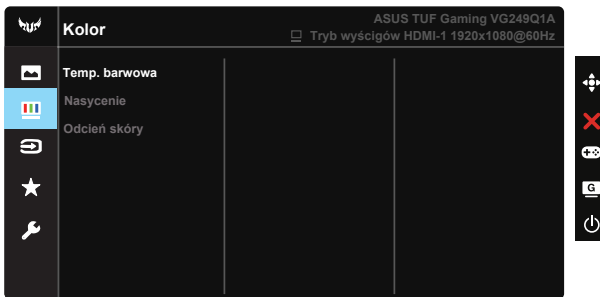 ASUS TUF Gaming VG249Q1A
Kolor
Tryb wyścigów HDMI-1 1920x1080@60Hz
Temp. barwowa
Nasycenie
Odcień skóry
G